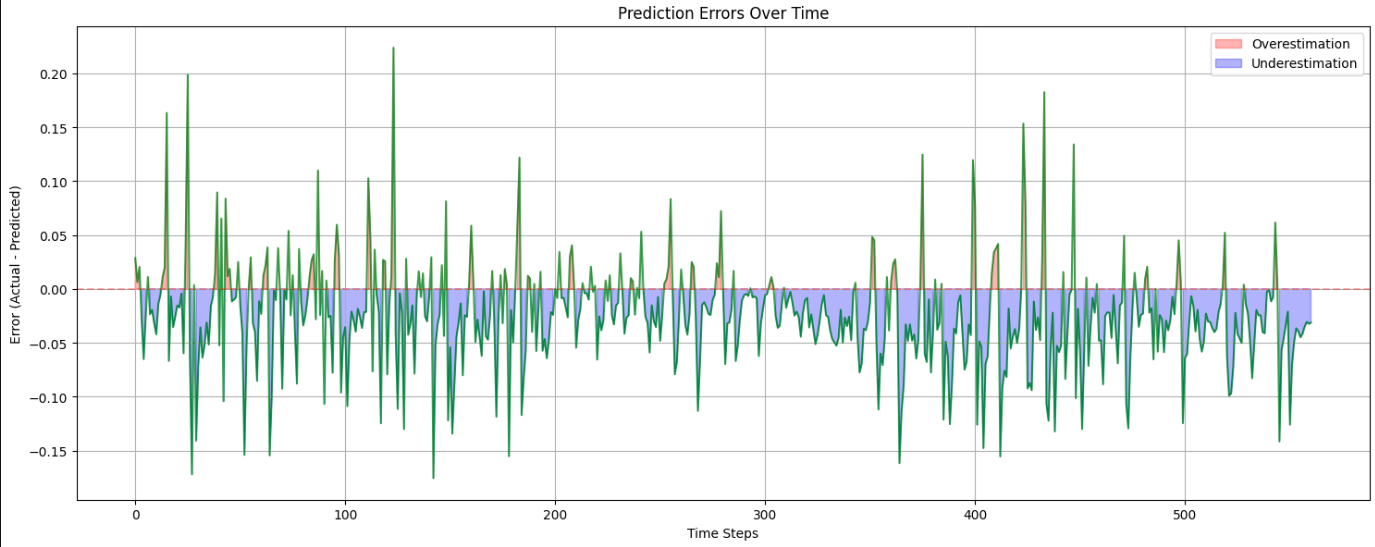 Prediction Errors Over Time
Overestimation
Underestimation
Error (Actual - Predicted)
0.20
0.15
0.10
0.05
0.00
−0.05
−0.10
−0.15
0 100 200 300 400 500
Time Steps